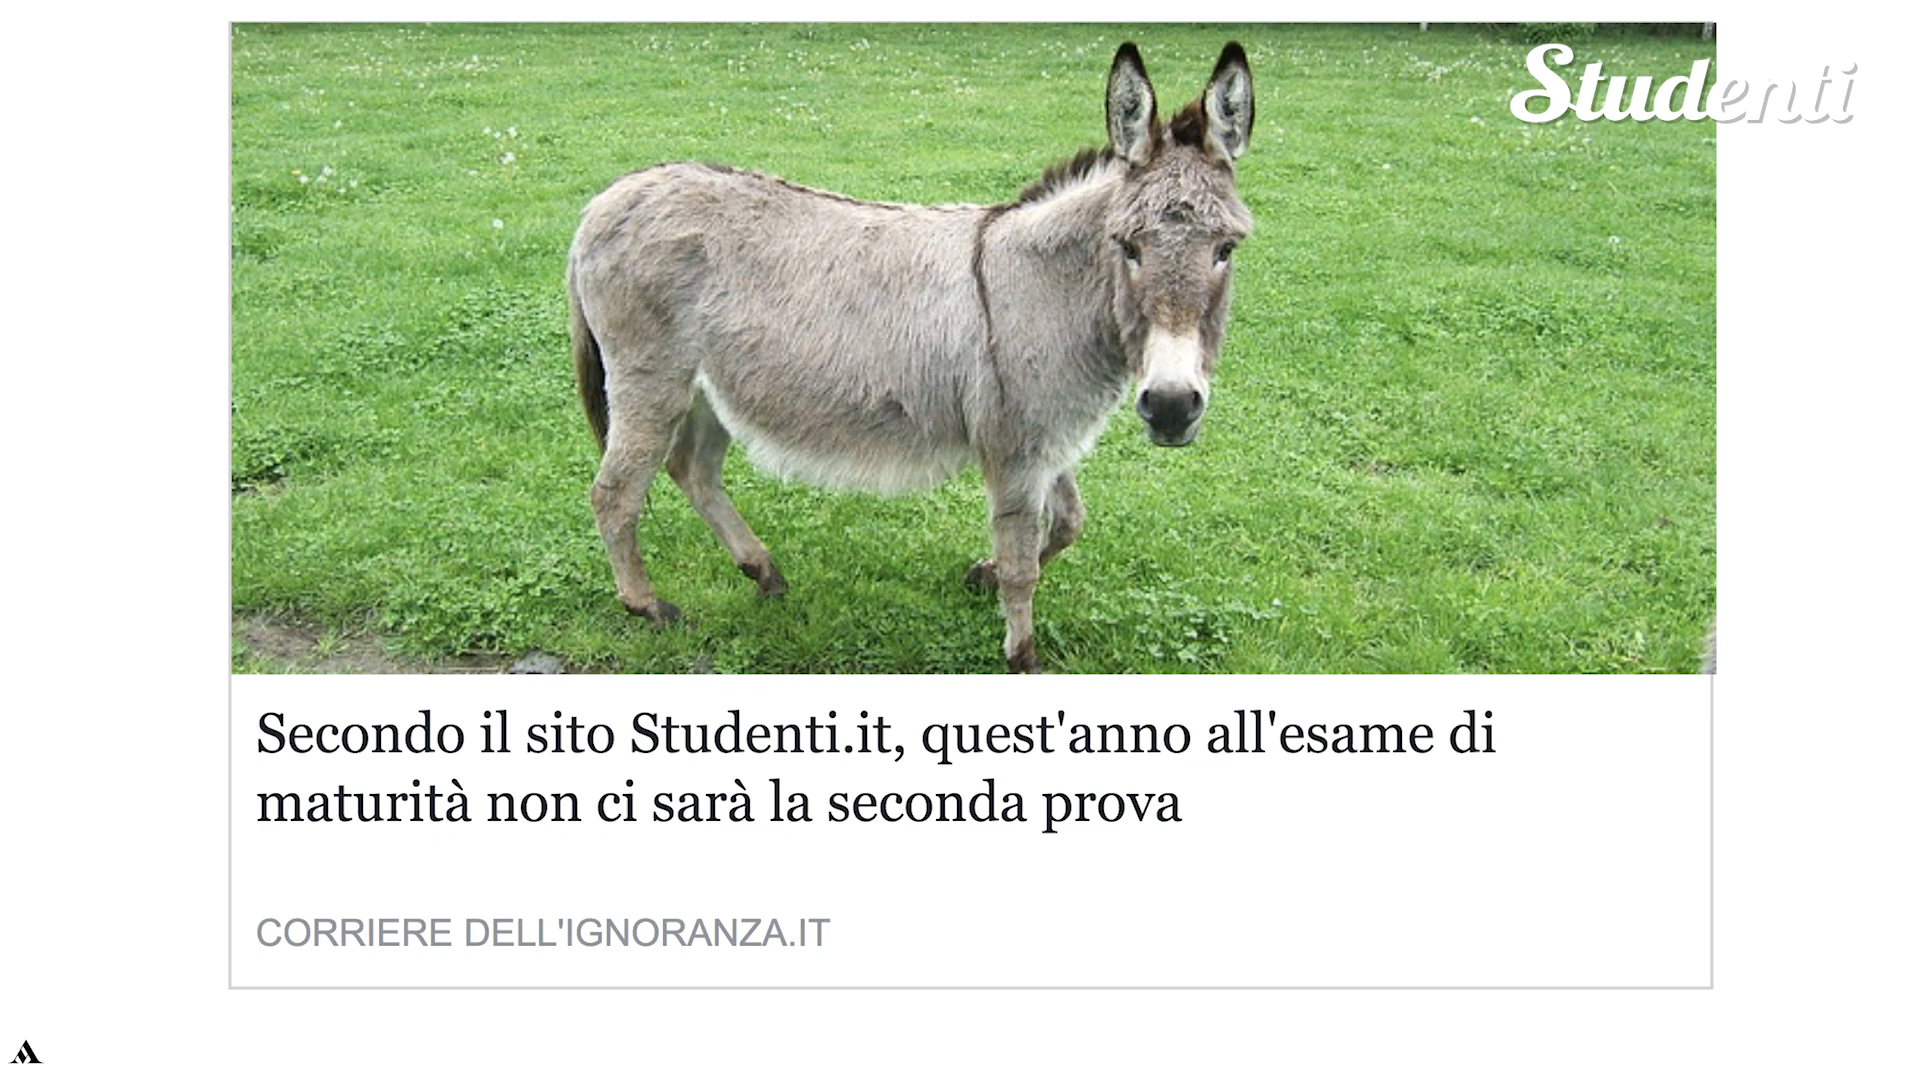 Studenti
Secondo il sito Studenti.it, quest'anno all'esame di
maturità non ci sarà la seconda prova
CORRIERE DELL'IGNORANZA.IT